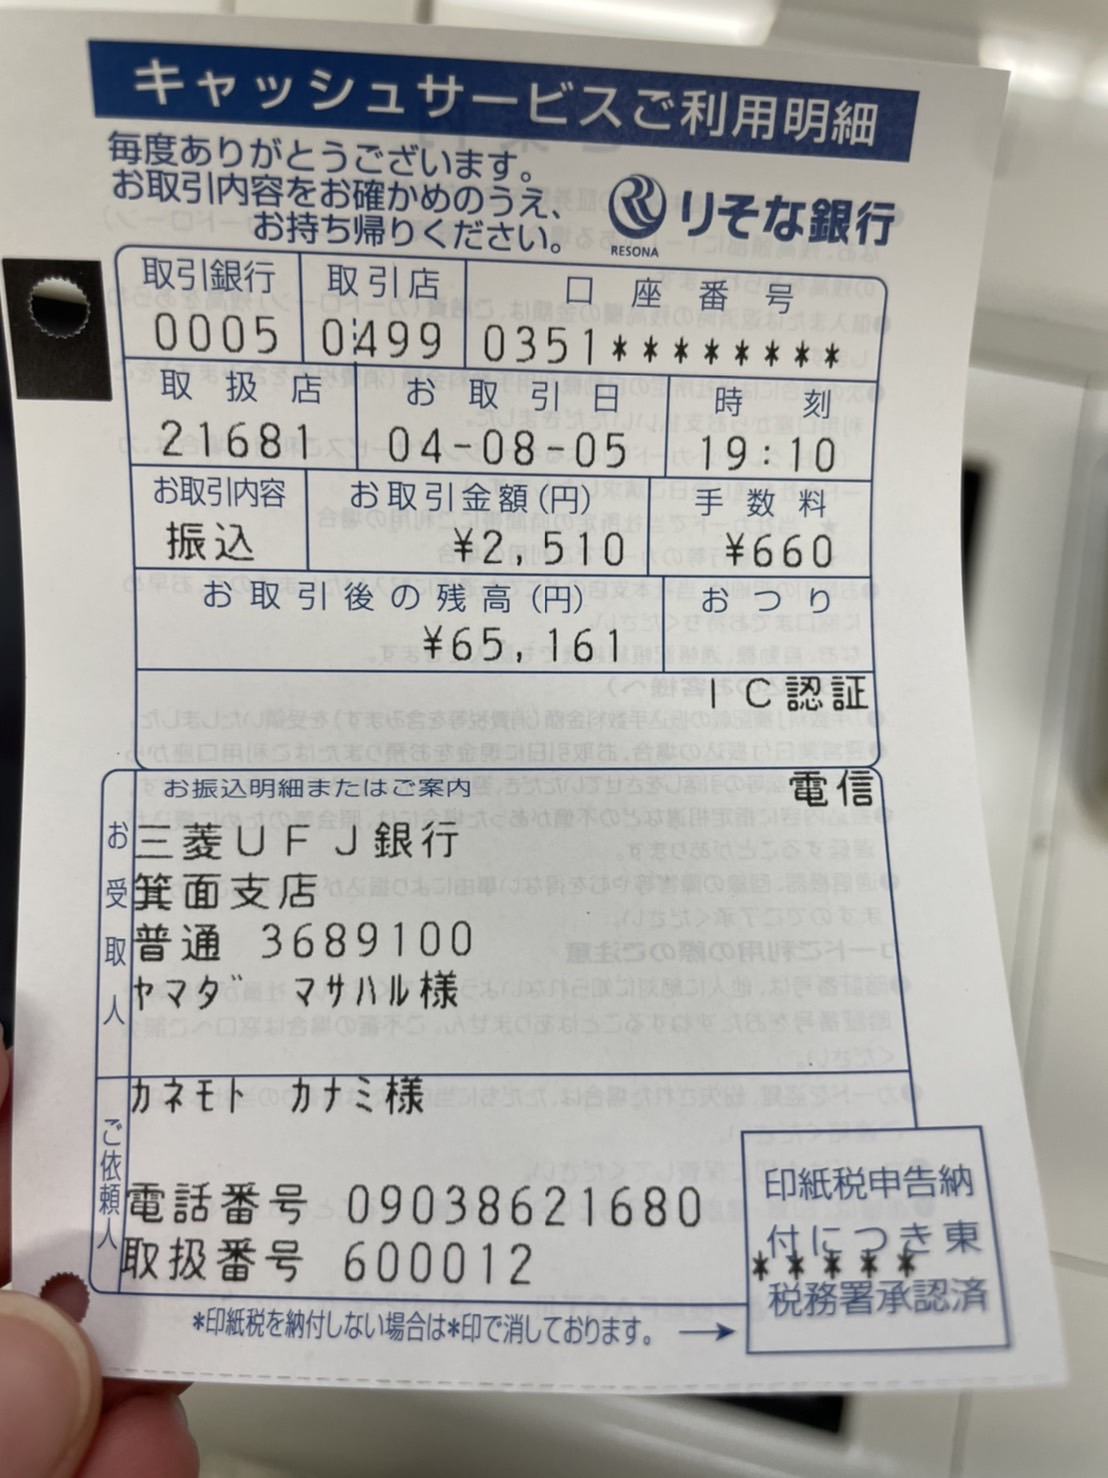 キャッシュサービスご利用明細
毎度ありがとうございます。
お取引内容をお確かめのうえ、
お持ち帰りください。
RESONA
りそな銀行
取引銀行 取引店 口座番号
0005 0499 0351********
取扱店 お取引日 時刻
21681 04-08-05 19:10
お取引内容 お取引金額(円) 手数料
振込 ¥2,510 ¥660
お取引後の残高(円) おつり
¥65,161
IC認証
お振込明細またはご案内 電信
お受取人
三菱UFJ銀行
箕面支店
普通 3689100
ヤマダ マサハル様
ご依頼人
カネモト カナミ様
電話番号 09038621680
取扱番号 600012
印紙税申告納
付につき東
*****
税務署承認済
*印紙税を納付しない場合は*印で消しております。 →